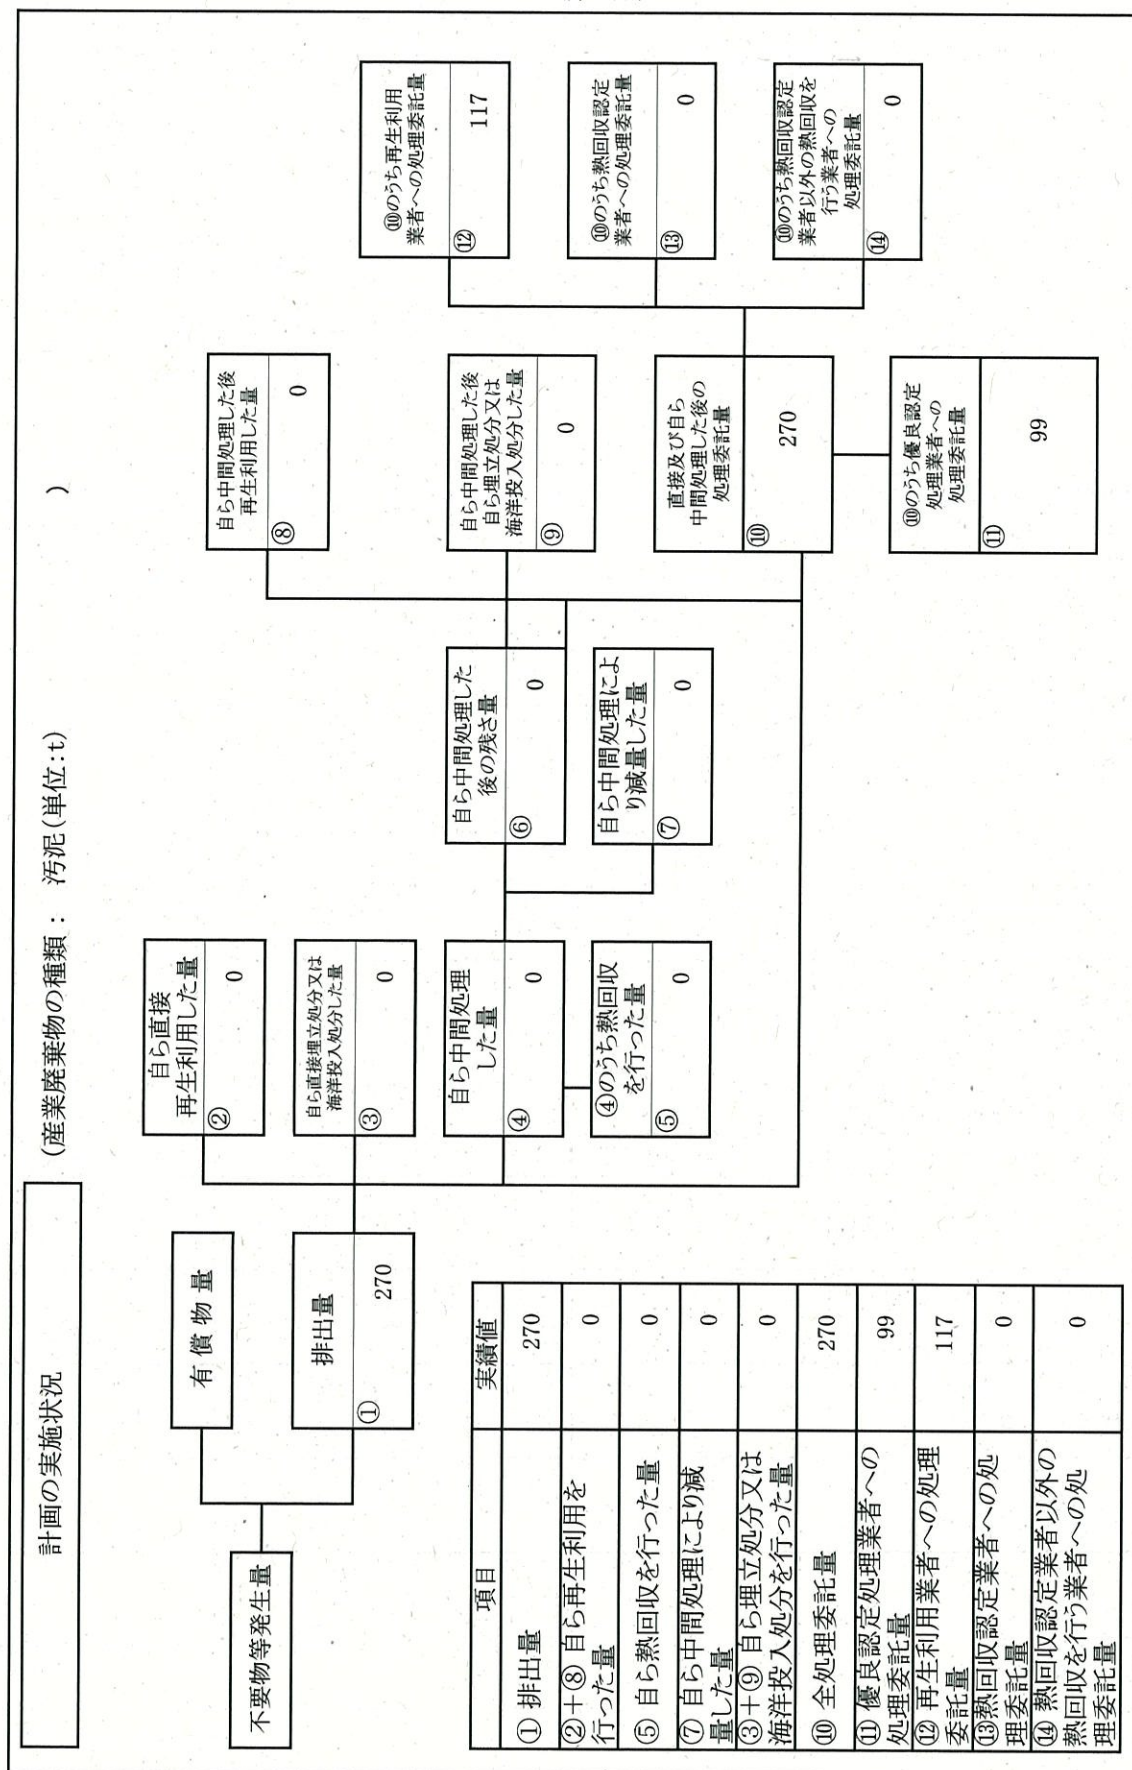 計画の実施状況
(産業廃棄物の種類： 汚泥(単位:t) )
不要物等発生量
有償物量
排出量
① 270
自ら直接
再生利用した量
② 0
自ら直接埋立処分又は
海洋投入処分した量
③ 0
自ら中間処理
した量
④ 0
④のうち熱回収
を行った量
⑤ 0
自ら中間処理した
後の残さ量
⑥ 0
自ら中間処理によ
り減量した量
⑦ 0
自ら中間処理した後
再生利用した量
⑧ 0
自ら中間処理した後
自ら埋立処分又は
海洋投入処分した量
⑨ 0
直接及び自ら
中間処理した後の
処理委託量
⑩ 270
⑩のうち優良認定
処理業者への
処理委託量
⑪ 99
⑩のうち再生利用
業者への処理委託量
⑫ 117
⑩のうち熱回収認定
業者への処理委託量
⑬ 0
⑩のうち熱回収認定
業者以外の熱回収を
行う業者への
処理委託量
⑭ 0
項目 実績値
①排出量 270
②+⑧ 自ら再生利用を
行った量 0
⑤ 自ら熱回収を行った量 0
⑦ 自ら中間処理により減
量した量 0
③+⑨ 自ら埋立処分又は
海洋投入処分を行った量 0
⑩ 全処理委託量 270
⑪ 優良認定処理業者への
処理委託量 99
⑫ 再生利用業者への処理
委託量 117
⑬熱回収認定業者への処
理委託量 0
⑭ 熱回収認定業者以外の
熱回収を行う業者への処
理委託量 0